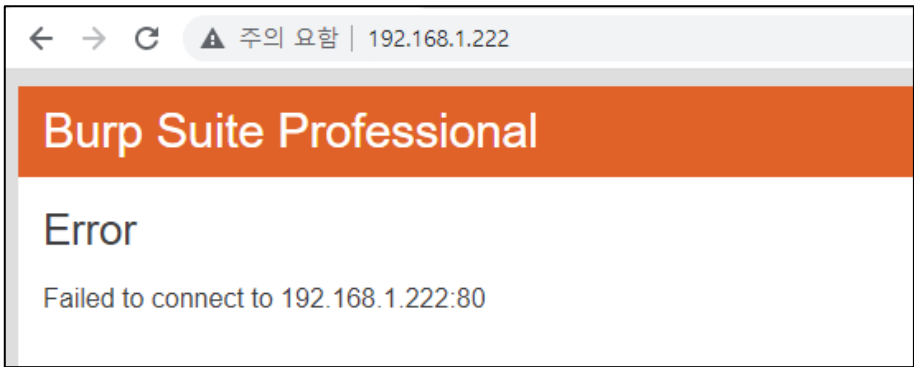 주의 요함 | 192.168.1.222
Burp Suite Professional
Error
Failed to connect to 192.168.1.222:80